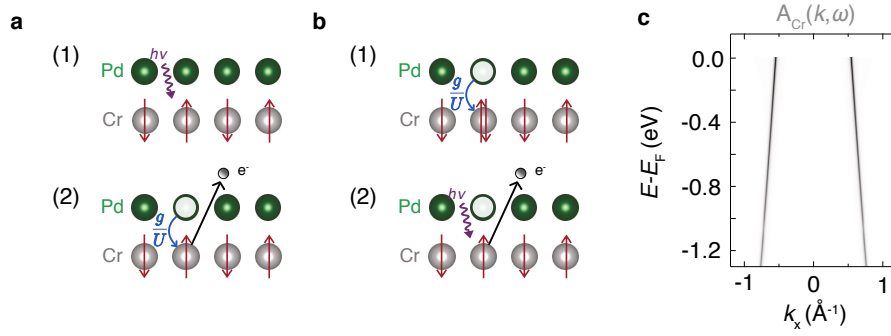 a
(1)
hν
Pd
Cr
(2)
e-
hν
Pd
g/U
Cr
b
(1)
Pd
g/U
Cr
(2)
e-
hν
Pd
Cr
c
A_Cr(k,ω)
E-E_F (eV)
0.0
-0.4
-0.8
-1.2
-1 0 1
k_x (Å⁻¹)